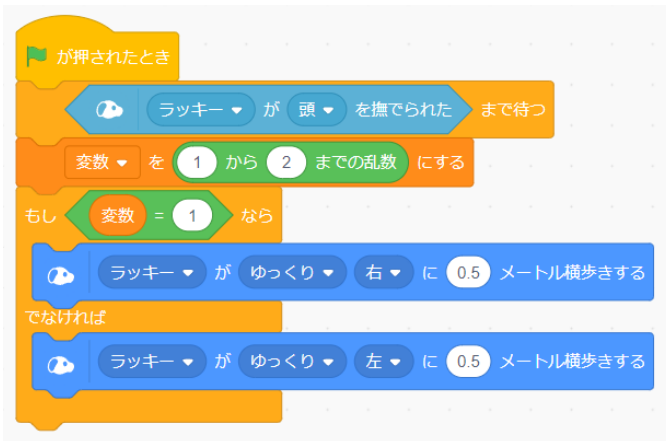 が押されたとき
ラッキー が 頭 を撫でられた まで待つ
変数 を 1 から 2 までの乱数 にする
もし 変数 = 1 なら
ラッキー が ゆっくり 右 に 0.5 メートル横歩きする
でなければ
ラッキー が ゆっくり 左 に 0.5 メートル横歩きする